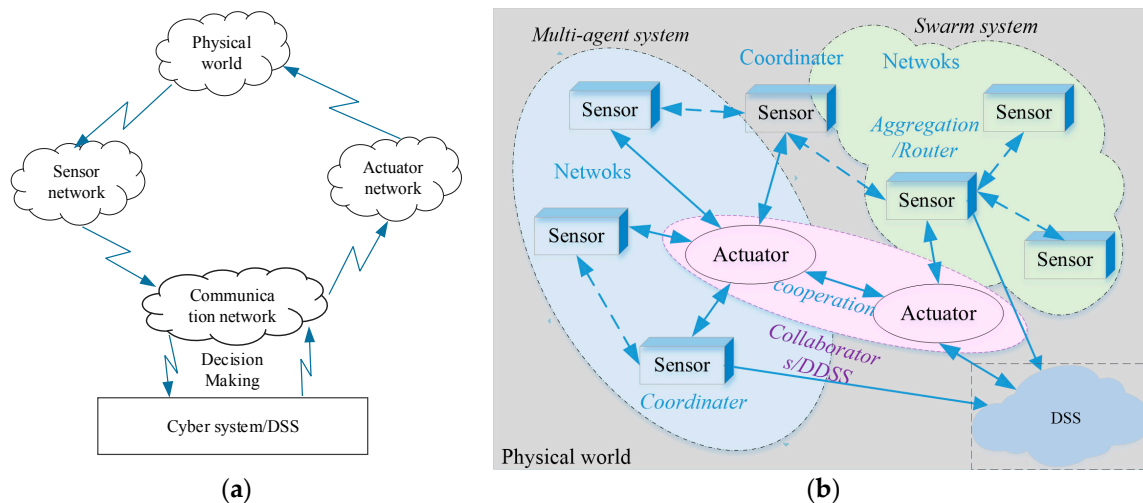 Physical
world
Sensor
network
Actuator
network
Communica
tion network
Decision
Making
Cyber system/DSS
(a)
Multi-agent system
Swarm system
Coordinater
Netwoks
Sensor
Sensor
Sensor
Aggregation
/Router
Netwoks
Sensor
Sensor
Sensor
Actuator
cooperation
Actuator
Sensor
Collaborator
s/DDSS
Coordinater
DSS
Physical world
(b)